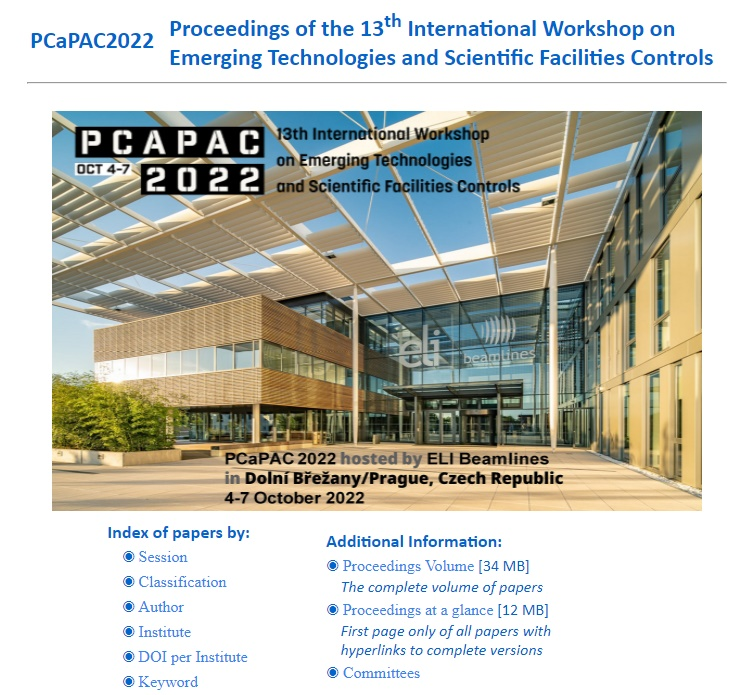 PCaPAC2022
Proceedings of the 13th International Workshop on
Emerging Technologies and Scientific Facilities Controls
PCAPAC
OCT 4-7
2022
13th International Workshop
on Emerging Technologies
and Scientific Facilities Controls
eli
beamlines
PCaPAC 2022 hosted by ELI Beamlines
in Dolní Břežany/Prague, Czech Republic
4-7 October 2022
Index of papers by:
Session
Classification
Author
Institute
DOI per Institute
Keyword
Additional Information:
Proceedings Volume [34 MB]
The complete volume of papers
Proceedings at a glance [12 MB]
First page only of all papers with
hyperlinks to complete versions
Committees